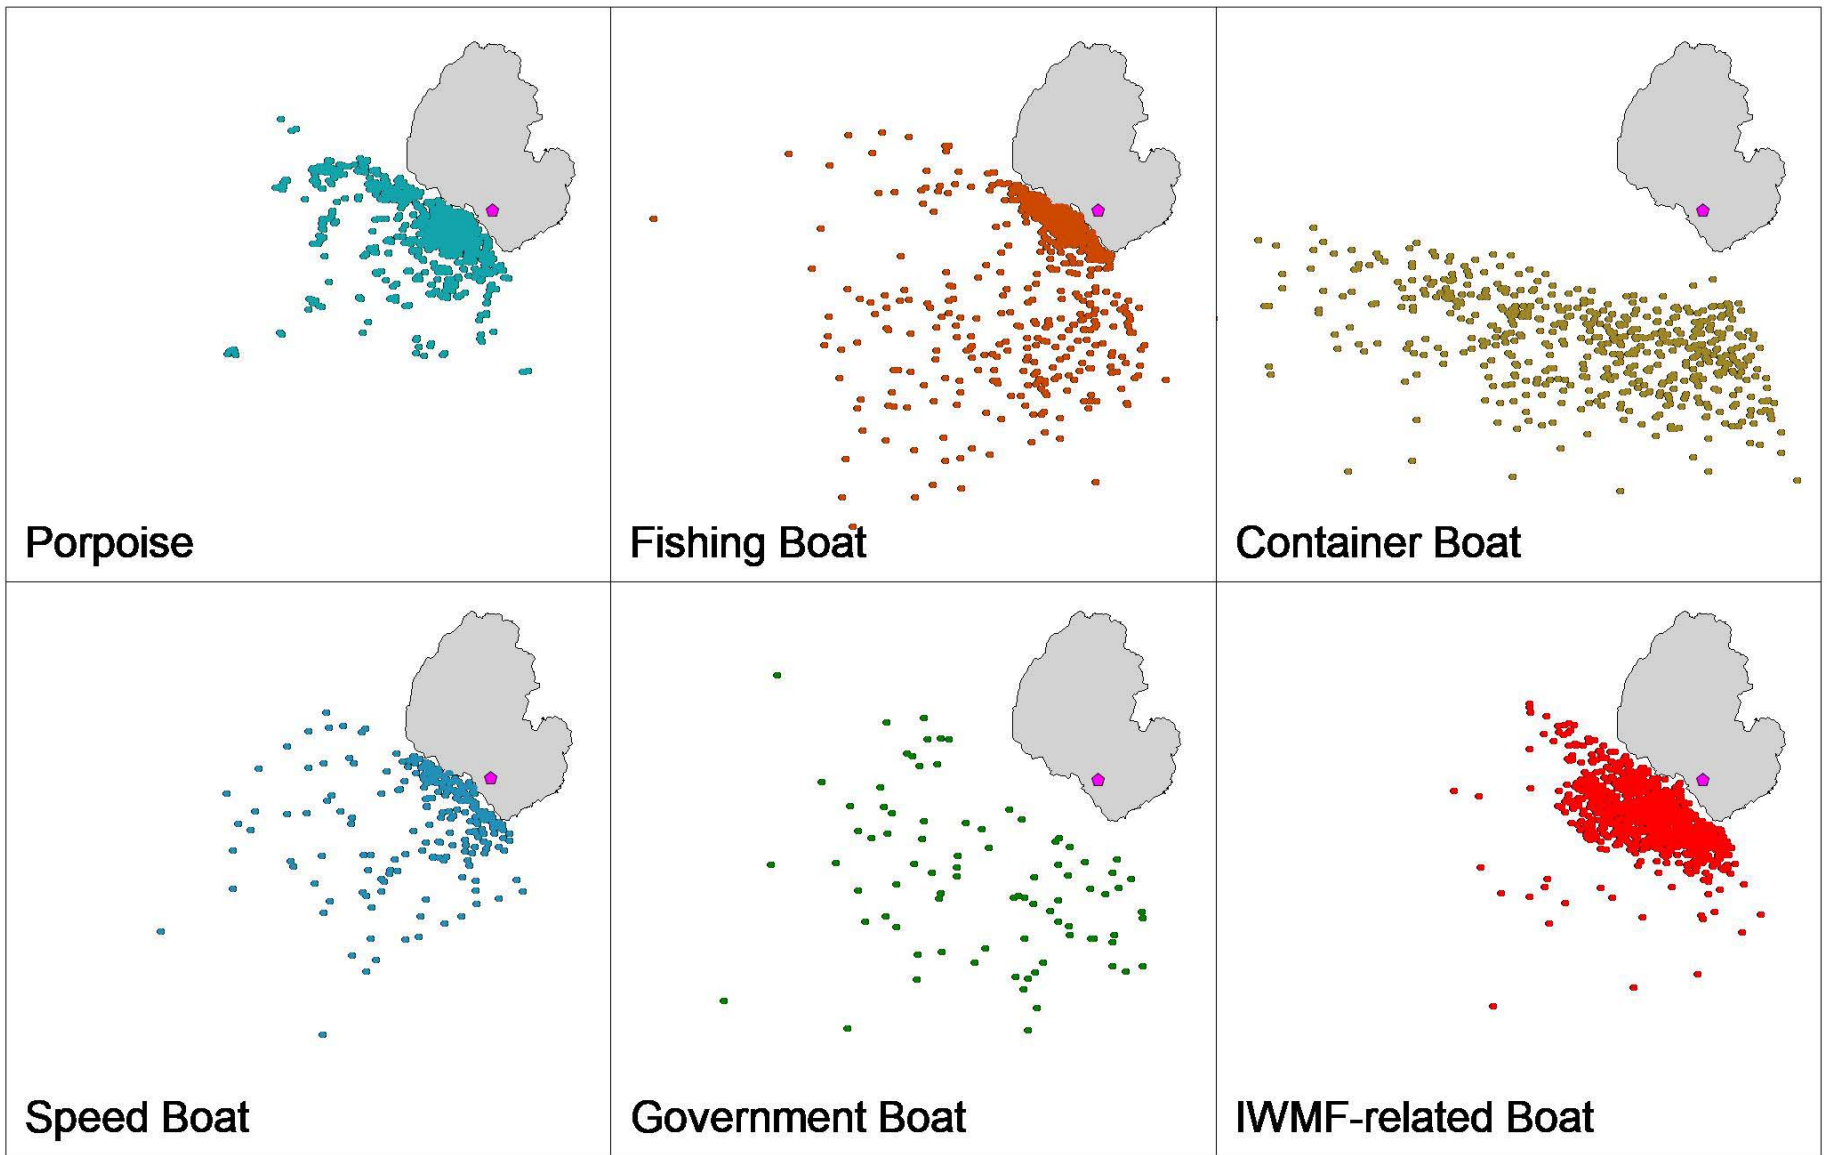 Porpoise
Fishing Boat
Container Boat
Speed Boat
Government Boat
IWMF-related Boat